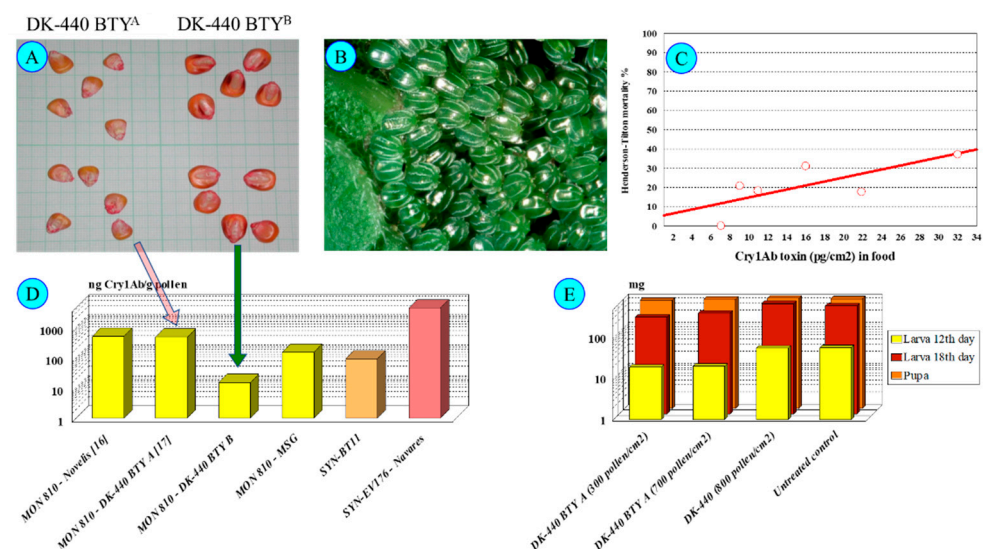 DK-440 BTYᴬ DK-440 BTYᴮ
A
B
C
Henderson-Tilton mortality %
100
90
80
70
60
50
40
30
20
10
0
2 4 6 8 10 12 14 16 18 20 22 24 26 28 30 32 34
Cry1Ab toxin (pg/cm2) in food
D
ng Cry1Ab/g pollen
1000
100
10
1
MON 810 - Novelis [16]
MON 810 - DK-440 BTY A [17]
MON 810 - DK-440 BTY B
MON 810 - MSG
SYN-BT11
SYN-EV176 - Navares
E
mg
100
10
1
DK-440 BTY A (300 pollen/cm2)
DK-440 BTY A (700 pollen/cm2)
DK-440 (800 pollen/cm2)
Untreated control
Larva 12th day
Larva 18th day
Pupa